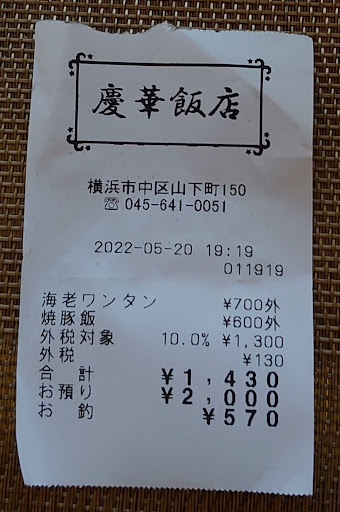 慶華飯店
横浜市中区山下町150
☏045-641-0051
2022-05-20 19:19
011919
海老ワンタン ¥700外
焼豚飯 ¥600外
外税対象 10.0% ¥1,300
外税 ¥130
合 計 ¥1,430
お預り ¥2,000
お 釣 ¥570